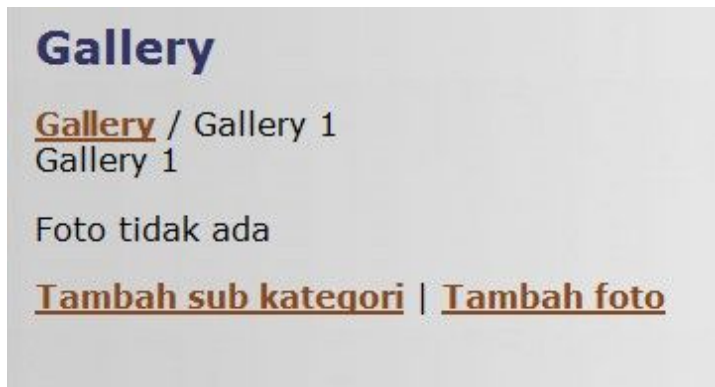 Gallery
Gallery / Gallery 1
Gallery 1
Foto tidak ada
Tambah sub kategori | Tambah foto